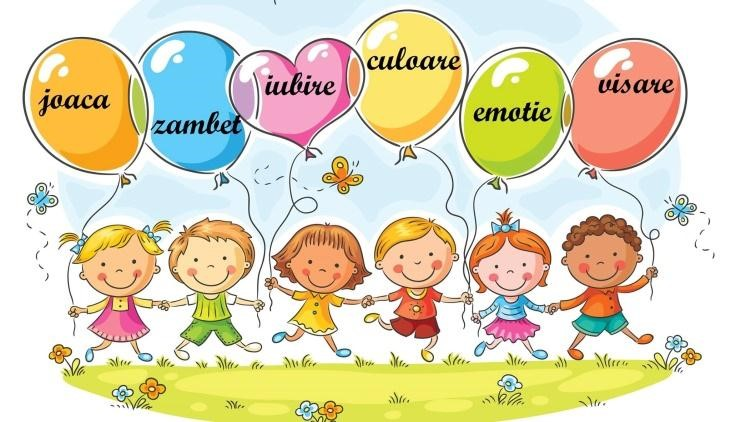 joaca
zambet
iubire
culoare
emotie
visare